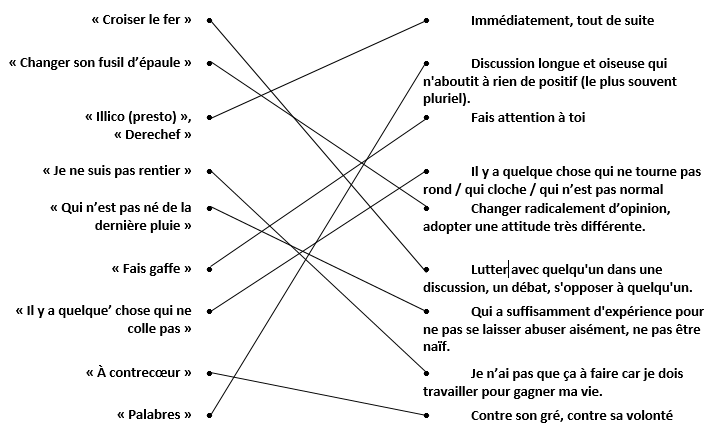 « Croiser le fer »
Immédiatement, tout de suite
« Changer son fusil d’épaule »
Discussion longue et oiseuse qui
n'aboutit à rien de positif (le plus souvent
pluriel).
« Illico (presto) »,
« Derechef »
Fais attention à toi
« Je ne suis pas rentier »
Il y a quelque chose qui ne tourne pas
rond / qui cloche / qui n’est pas normal
« Qui n’est pas né de la
dernière pluie »
Changer radicalement d’opinion,
adopter une attitude très différente.
« Fais gaffe »
Lutter avec quelqu'un dans une
discussion, un débat, s'opposer à quelqu'un.
« Il y a quelque’ chose qui ne
colle pas »
Qui a suffisamment d'expérience pour
ne pas se laisser abuser aisément, ne pas être
naïf.
« À contrecœur »
Je n’ai pas que ça à faire car je dois
travailler pour gagner ma vie.
« Palabres »
Contre son gré, contre sa volonté